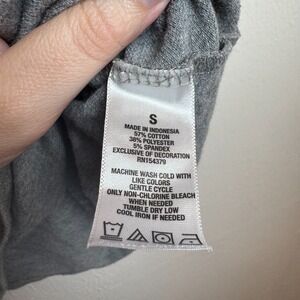 S
MADE IN INDONESIA
57% COTTON
38% POLYESTER
5% SPANDEX
EXCLUSIVE OF DECORATION
RN154379
MACHINE WASH COLD WITH
LIKE COLORS
GENTLE CYCLE
ONLY NON-CHLORINE BLEACH
WHEN NEEDED
TUMBLE DRY LOW
COOL IRON IF NEEDED